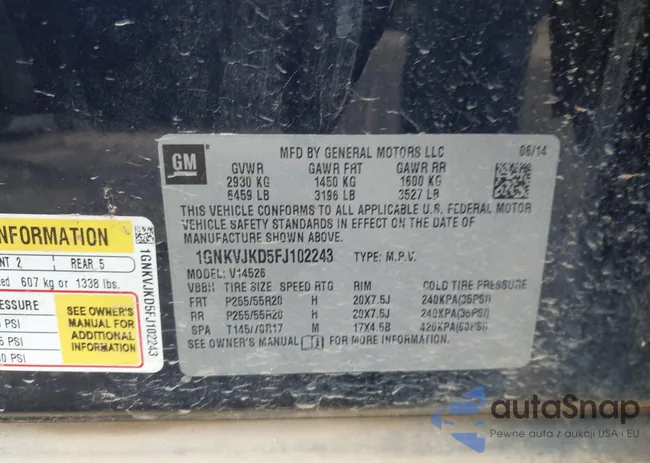 GM
MFD BY GENERAL MOTORS LLC 06/14
GVWR GAWR FRT GAWR RR
2930 KG 1450 KG 1600 KG
6459 LB 3196 LB 3527 LB
THIS VEHICLE CONFORMS TO ALL APPLICABLE U.S. FEDERAL MOTOR
VEHICLE SAFETY STANDARDS IN EFFECT ON THE DATE OF
MANUFACTURE SHOWN ABOVE.
1GNKVJKD5FJ102243 TYPE: M.P.V.
MODEL: V14526
VBBH TIRE SIZE SPEED RTG RIM COLD TIRE PRESSURE
FRT P255/55R20 H 20X7.5J 240KPA(35PSI)
RR P255/55R20 H 20X7.5J 240KPA(35PSI)
SPA T145/70R17 M 17X4.5B 420KPA(60PSI)
SEE OWNER'S MANUAL FOR MORE INFORMATION.
INFORMATION
NT 2 REAR 5
607 kg or 1338 lbs.
PRESSURE
PSI
5 PSI
0 PSI
SEE OWNER'S
MANUAL FOR
ADDITIONAL
INFORMATION
1GNKVJKD5FJ102243
autaSnap
Pewne auta z aukcji USA - EU